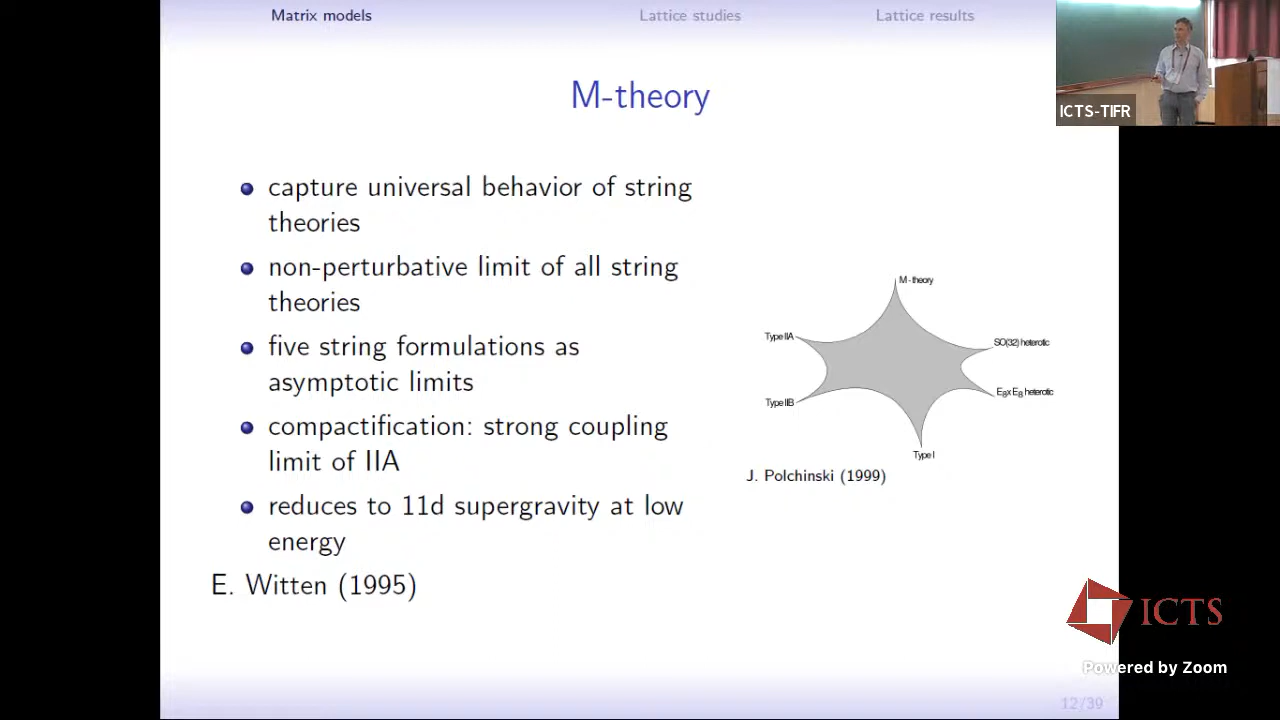 Matrix models Lattice studies Lattice results
ICTS-TIFR
M-theory
capture universal behavior of string
theories
non-perturbative limit of all string
theories
five string formulations as
asymptotic limits
compactification: strong coupling
limit of IIA
reduces to 11d supergravity at low
energy
E. Witten (1995)
M-theory
Type IIA
SO(32) heterotic
Type IIB
E8x E8 heterotic
Type I
J. Polchinski (1999)
ICTS
Powered by Zoom
12/39